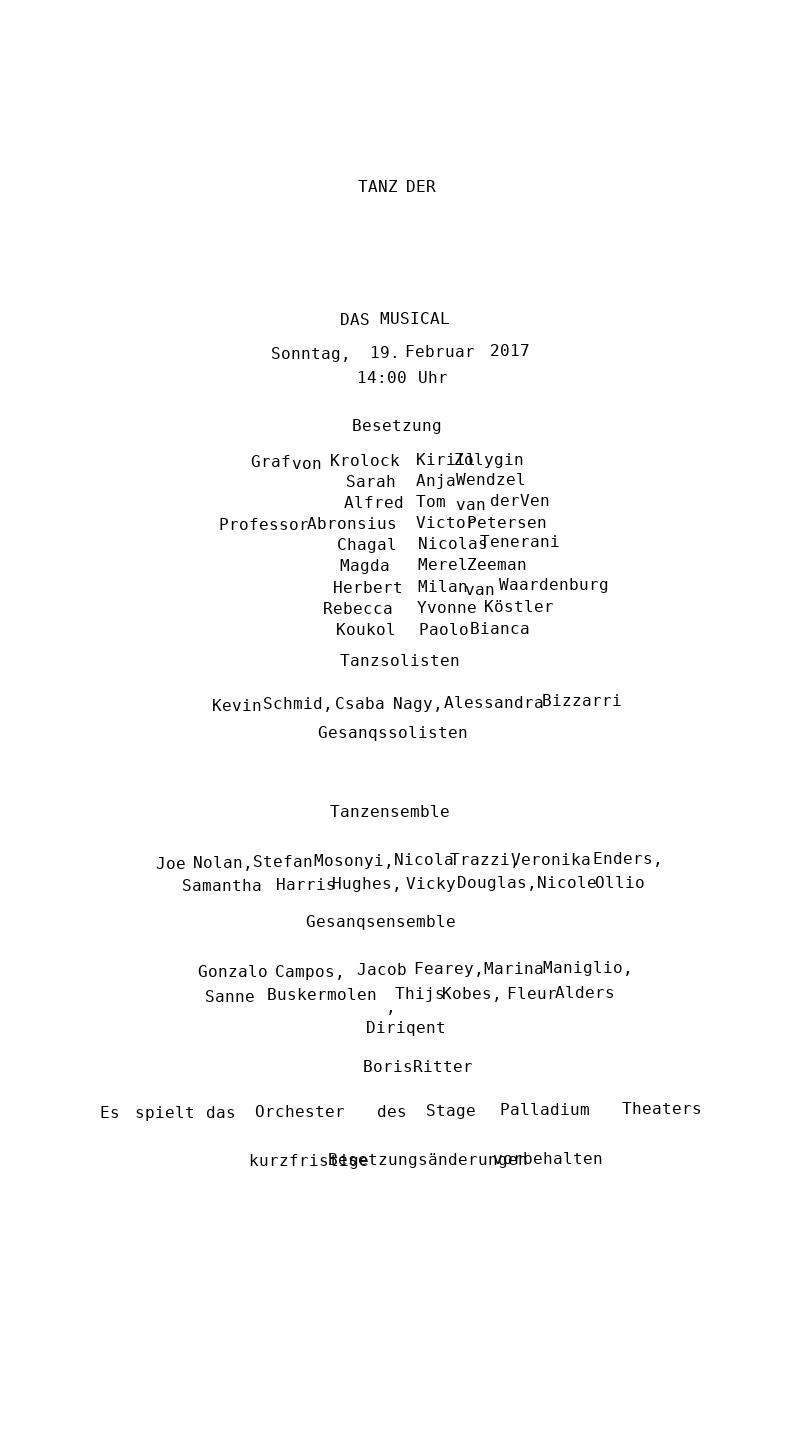 TANZ DER
DAS MUSICAL
Sonntag, 19. Februar 2017
14:00 Uhr
Besetzung
Graf von Krolock Kirill Zolygin
Sarah Anja Wendzel
Alfred Tom van der Ven
Professor Abronsius Victor Petersen
Chagal Nicolas Tenerani
Magda Merel Zeeman
Herbert Milan van Waardenburg
Rebecca Yvonne Köstler
Koukol Paolo Bianca
Tanzsolisten
Kevin Schmid, Csaba Nagy, Alessandra Bizzarri
Gesanqssolisten
Tanzensemble
Joe Nolan, Stefan Mosonyi, Nicola Trazzi, Veronika Enders,
Samantha Harris Hughes, Vicky Douglas, Nicole Ollio
Gesanqsensemble
Gonzalo Campos, Jacob Fearey, Marina Maniglio,
Sanne Buskermolen , Thijs Kobes, Fleur Alders
Diriqent
Boris Ritter
Es spielt das Orchester des Stage Palladium Theaters
kurzfristige Besetzungsänderungen vorbehalten